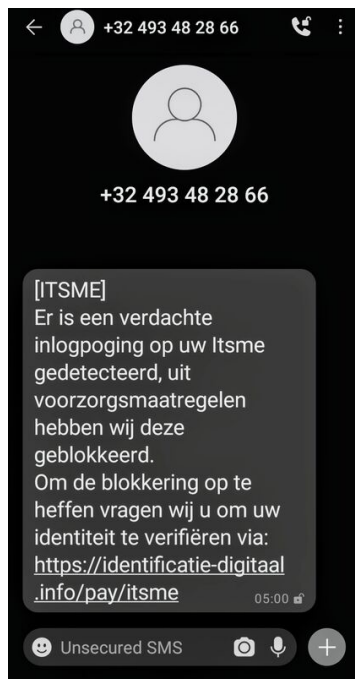 +32 493 48 28 66
+32 493 48 28 66
[ITSME]
Er is een verdachte
inlogpoging op uw Itsme
gedetecteerd, uit
voorzorgsmaatregelen
hebben wij deze
geblokkeerd.
Om de blokkering op te
heffen vragen wij u om uw
identiteit te verifiëren via:
https://identificatie-digitaal
.info/pay/itsme
05:00
Unsecured SMS